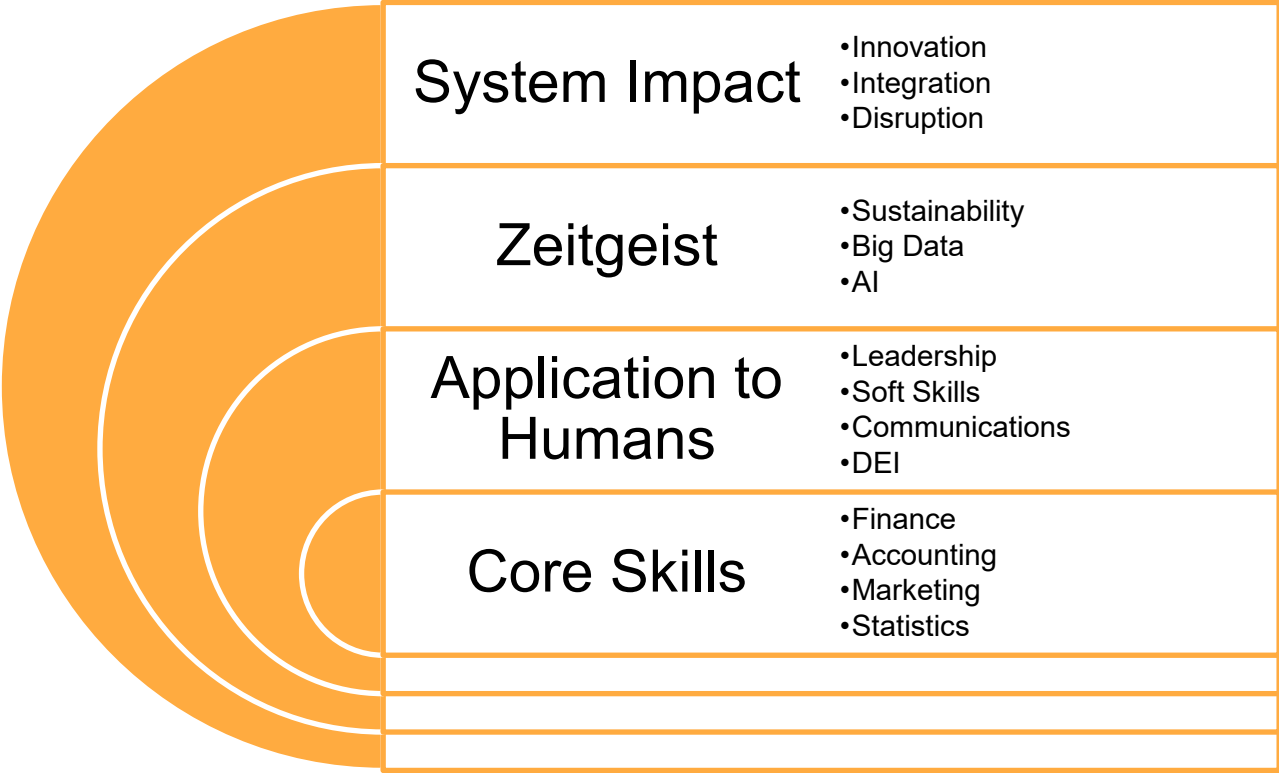 System Impact
•Innovation
•Integration
•Disruption
Zeitgeist
•Sustainability
•Big Data
•AI
Application to
Humans
•Leadership
•Soft Skills
•Communications
•DEI
Core Skills
•Finance
•Accounting
•Marketing
•Statistics